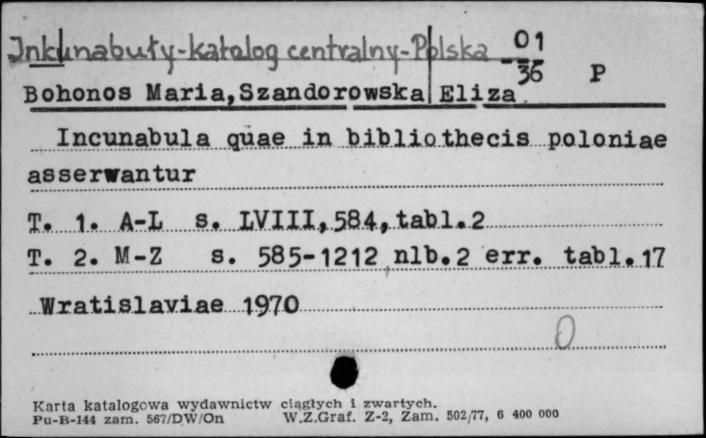 Inkunabuły-katalog centralny-Polska 01
36 P
Bohonos Maria,Szandorowska Eliza
Incunabula quae in bibliothecis poloniae
asserwantur
T. 1. A-L s. LVIII,584,tabl.2
T. 2. M-Z s. 585-1212,nlb.2 err. tabl.17
Wratislaviae 1970
O
Karta katalogowa wydawnictw ciągłych i zwartych.
Pu-B-144 zam. 567/DW/On W.Z.Graf. Z-2, Zam. 502/77, 6 400 000